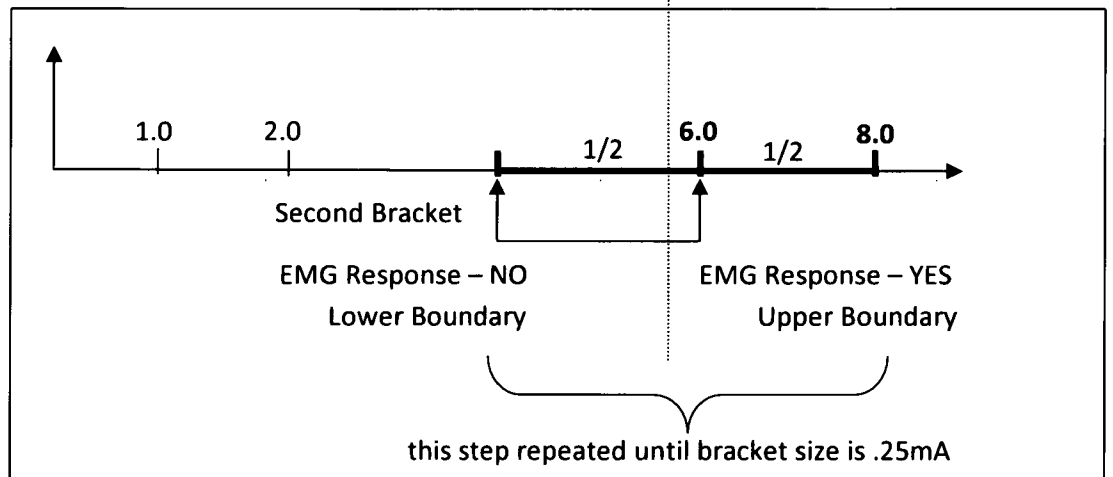 1.0 2.0 6.0 8.0
1/2 1/2
Second Bracket
EMG Response – NO EMG Response – YES
Lower Boundary Upper Boundary
this step repeated until bracket size is .25mA